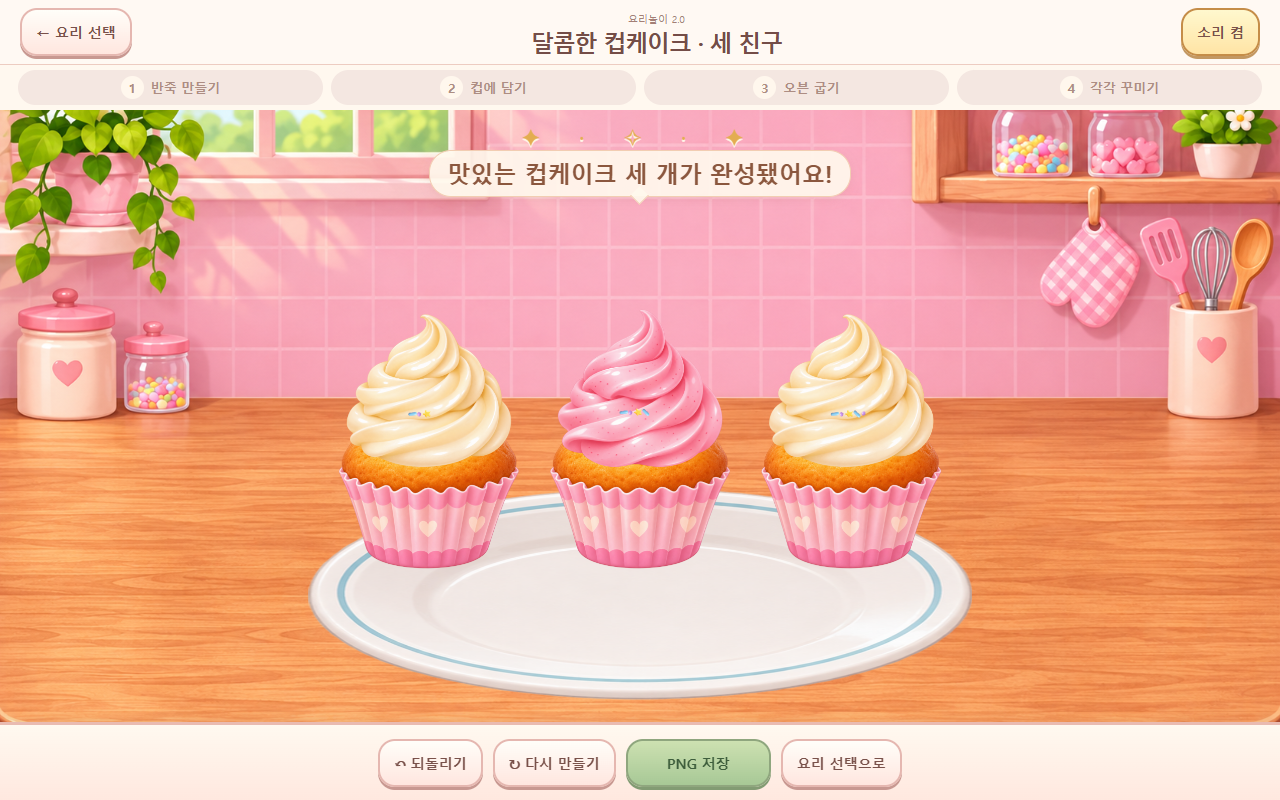 ← 요리 선택
요리놀이 2.0
달콤한 컵케이크 · 세 친구
소리 켬
1 반죽 만들기
2 컵에 담기
3 오븐 굽기
4 각각 꾸미기
맛있는 컵케이크 세 개가 완성됐어요!
↶ 되돌리기
↻ 다시 만들기
PNG 저장
요리 선택으로